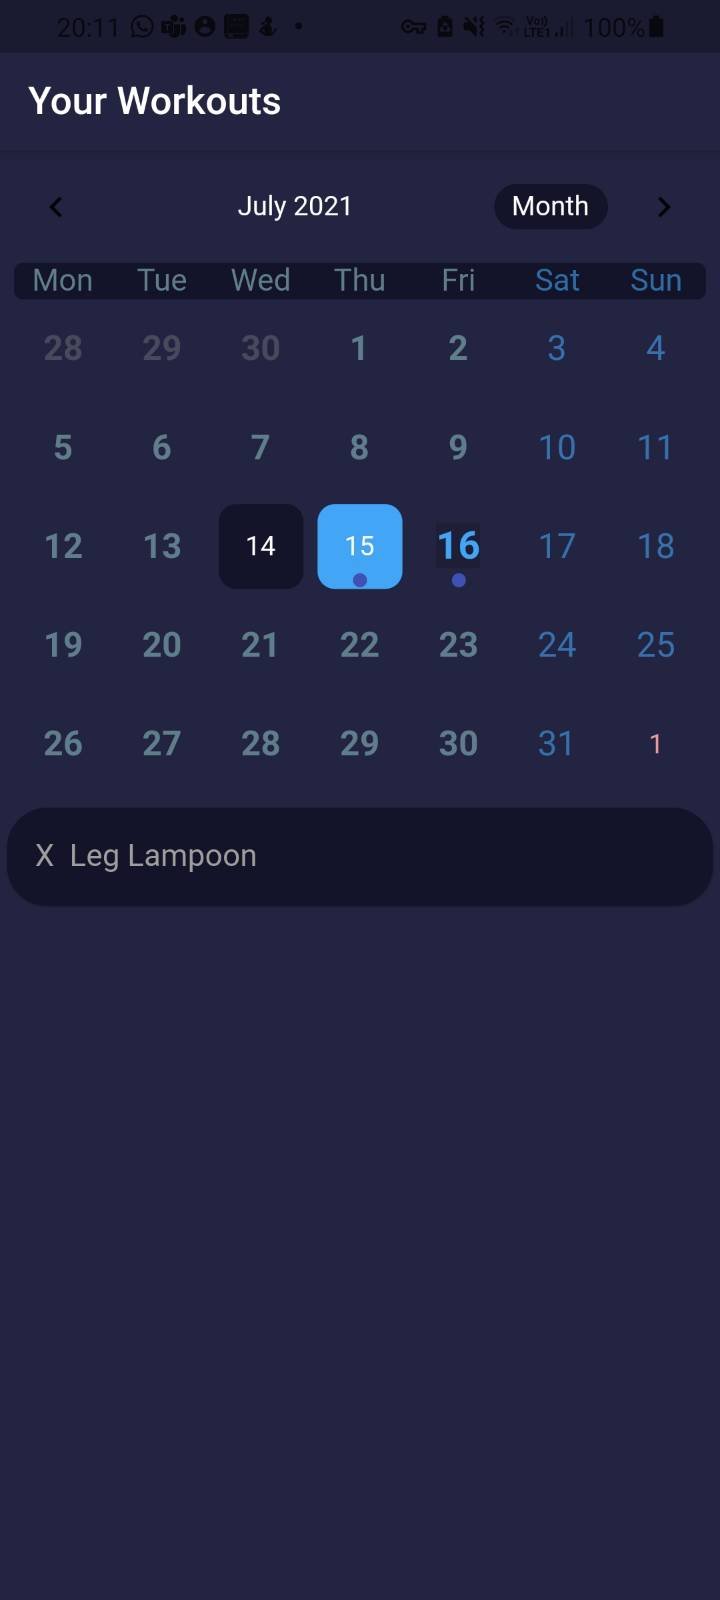 20:11 Vo)) LTE1 100%
Your Workouts
July 2021 Month
Mon Tue Wed Thu Fri Sat Sun
28 29 30 1 2 3 4
5 6 7 8 9 10 11
12 13 14 15 16 17 18
19 20 21 22 23 24 25
26 27 28 29 30 31 1
X Leg Lampoon